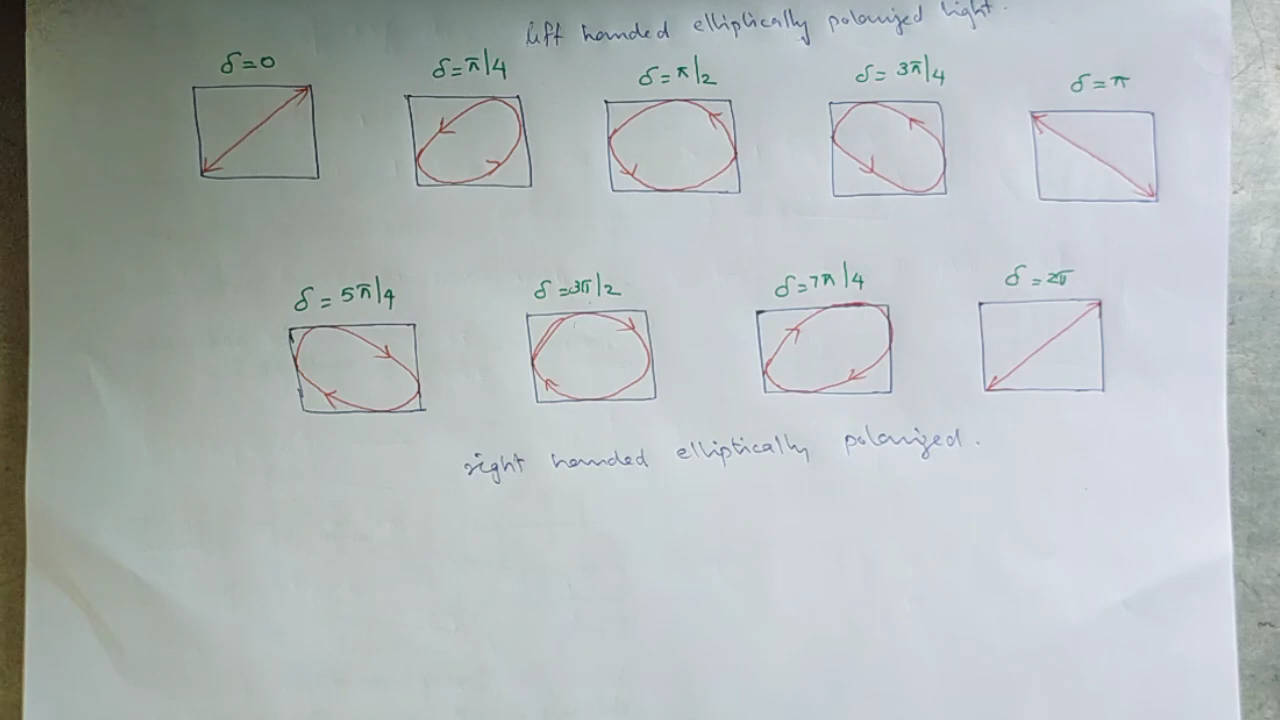 left handed elliptically polarized light.
δ=0 δ=π/4 δ=π/2 δ=3π/4 δ=π
δ=5π/4 δ=3π/2 δ=7π/4 δ=2π
right handed elliptically polarized.